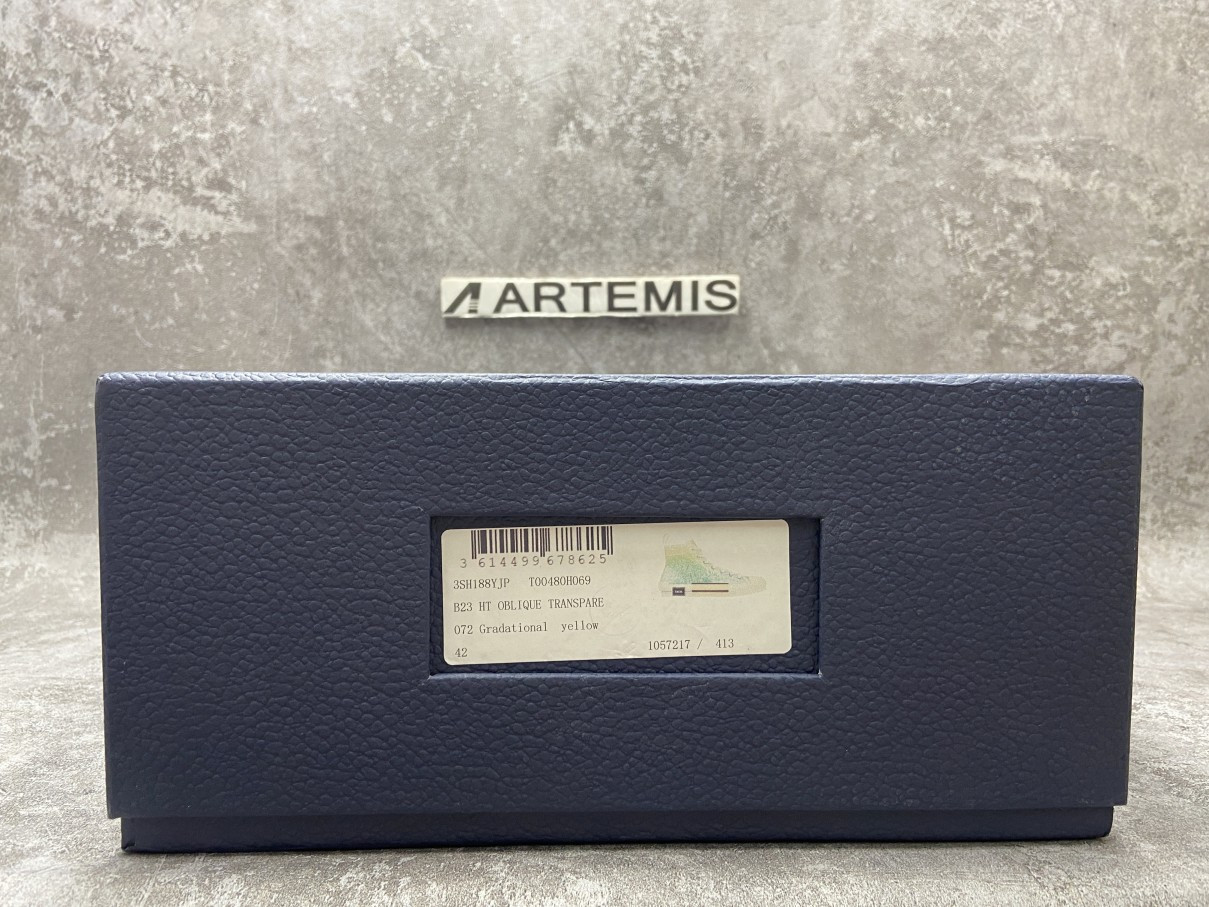 ARTEMIS
3 614499 678625
3SH188YJP T00480H069
B23 HT OBLIQUE TRANSPARE
072 Gradational yellow
42
1057217 / 413